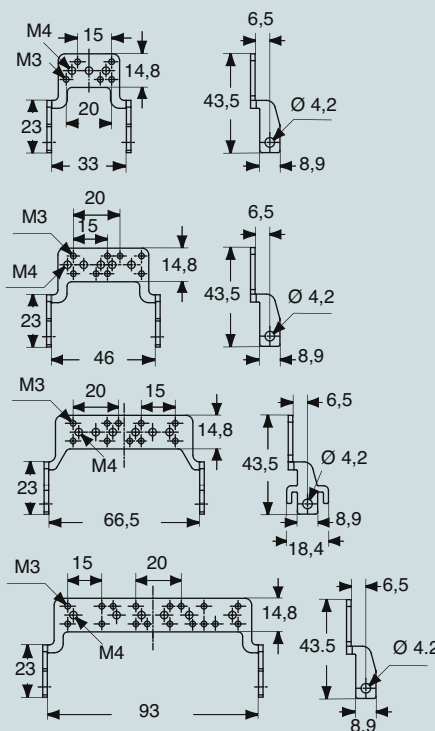 15 6,5
M4
M3 14,8 43,5
20 Ø 4,2
23
33 8,9
20 6,5
M3 15
M4 14,8 43,5
Ø 4,2
23
46 8,9
M3 20 15 6,5
14,8 43,5
M4 Ø 4,2
23
66,5 8,9
18,4
M3 15 20 6,5
14,8 43.5
M4 Ø 4.2
23
93 8,9